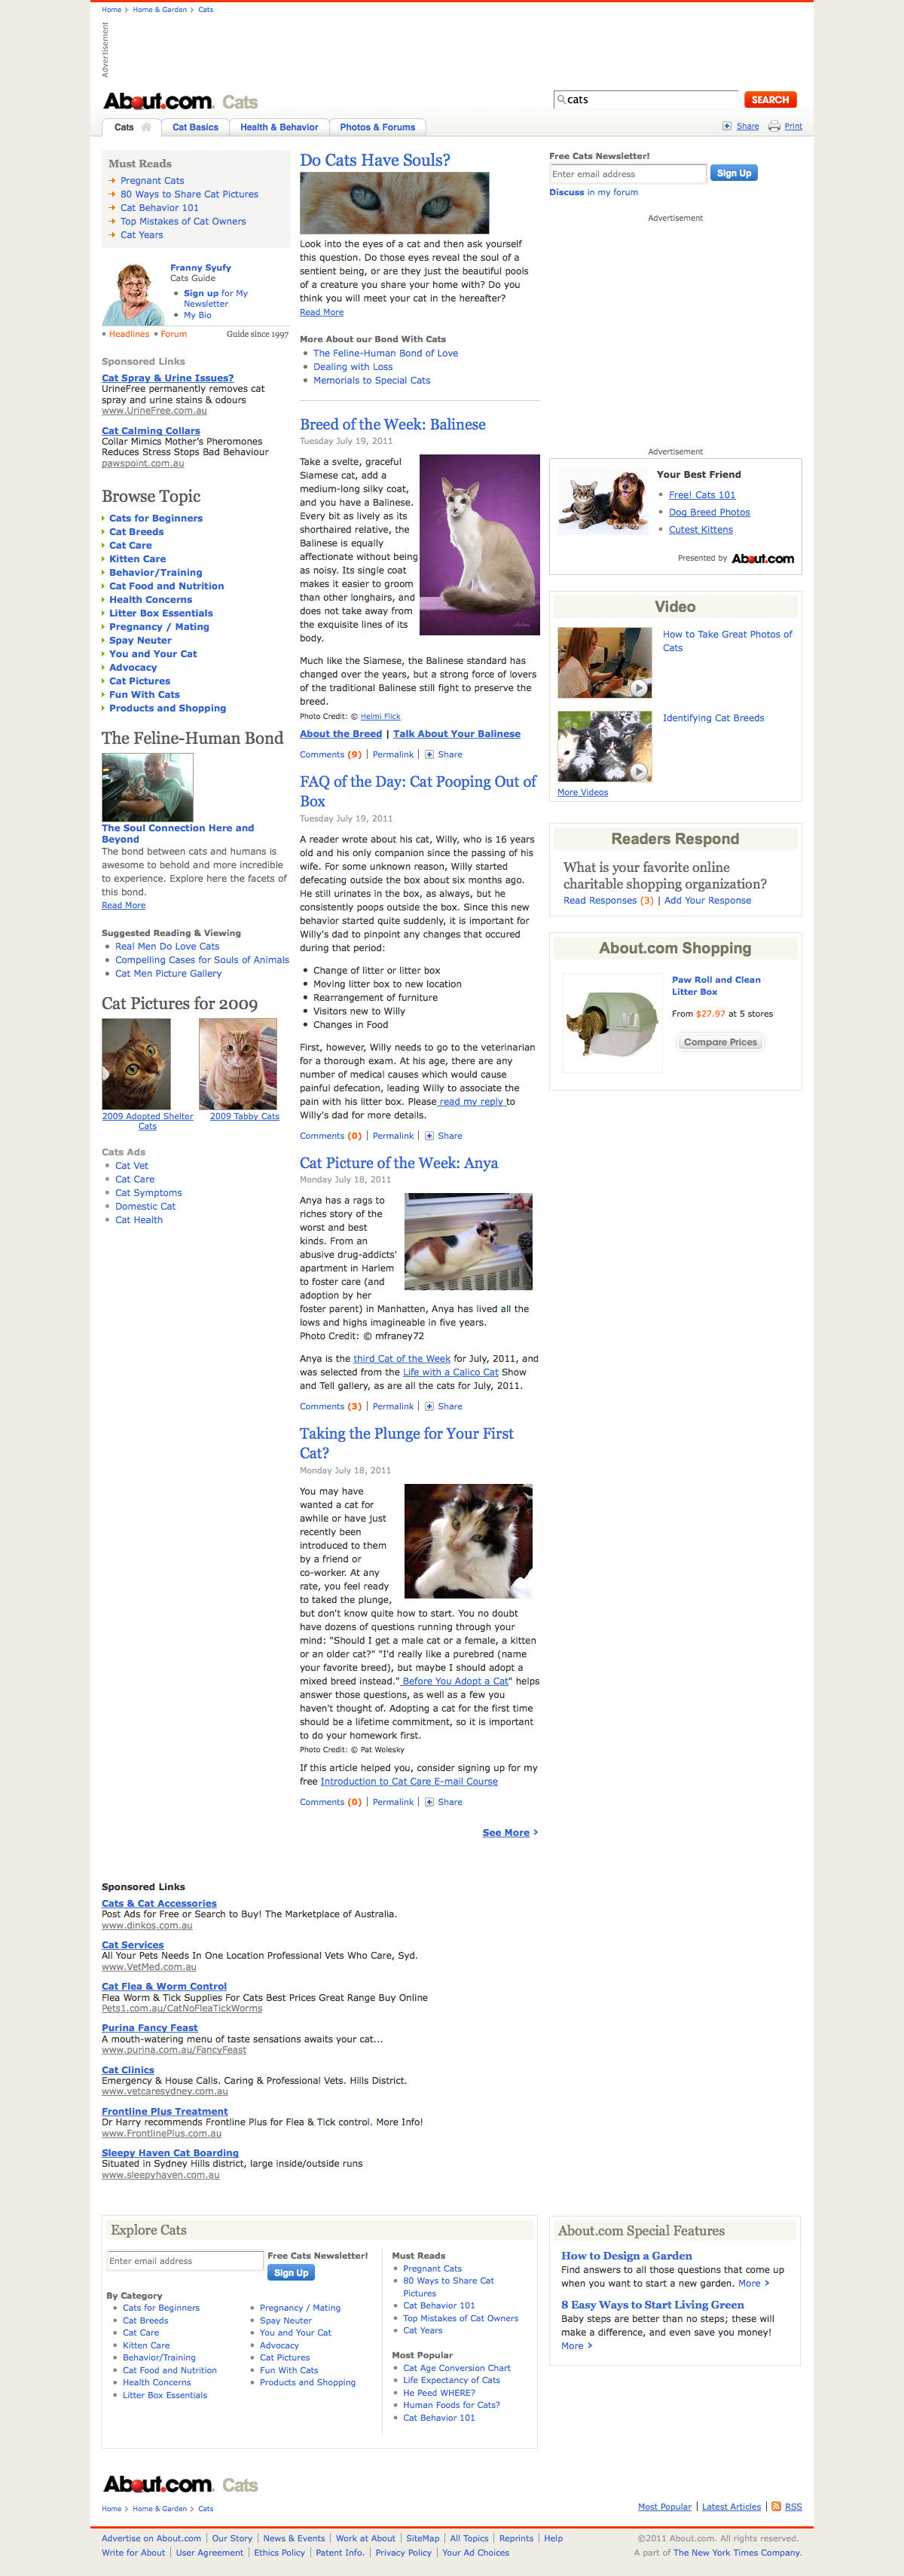 Home > Home & Garden > Cats
Advertisement
About.com Cats
cats
SEARCH
Cats
Cat Basics
Health & Behavior
Photos & Forums
Share
Print
Must Reads
Pregnant Cats
80 Ways to Share Cat Pictures
Cat Behavior 101
Top Mistakes of Cat Owners
Cat Years
Franny Syufy
Cats Guide
Sign up for My
Newsletter
My Bio
Headlines
Forum
Guide since 1997
Sponsored Links
Cat Spray & Urine Issues?
UrineFree permanently removes cat
spray and urine stains & odours
www.UrineFree.com.au
Cat Calming Collars
Collar Mimics Mother's Pheromones
Reduces Stress Stops Bad Behaviour
pawspoint.com.au
Browse Topic
Cats for Beginners
Cat Breeds
Cat Care
Kitten Care
Behavior/Training
Cat Food and Nutrition
Health Concerns
Litter Box Essentials
Pregnancy / Mating
Spay Neuter
You and Your Cat
Advocacy
Cat Pictures
Fun With Cats
Products and Shopping
The Feline-Human Bond
The Soul Connection Here and
Beyond
The bond between cats and humans is
awesome to behold and more incredible
to experience. Explore here the facets of
this bond.
Read More
Suggested Reading & Viewing
Real Men Do Love Cats
Compelling Cases for Souls of Animals
Cat Men Picture Gallery
Cat Pictures for 2009
2009 Adopted Shelter
Cats
2009 Tabby Cats
Cats Ads
Cat Vet
Cat Care
Cat Symptoms
Domestic Cat
Cat Health
Do Cats Have Souls?
Look into the eyes of a cat and then ask yourself
this question. Do those eyes reveal the soul of a
sentient being, or are they just the beautiful pools
of a creature you share your home with? Do you
think you will meet your cat in the hereafter?
Read More
More About our Bond With Cats
The Feline-Human Bond of Love
Dealing with Loss
Memorials to Special Cats
Breed of the Week: Balinese
Tuesday July 19, 2011
Take a svelte, graceful
Siamese cat, add a
medium-long silky coat,
and you have a Balinese.
Every bit as lively as its
shorthaired relative, the
Balinese is equally
affectionate without being
as noisy. Its single coat
makes it easier to groom
than other longhairs, and
does not take away from
the exquisite lines of its
body.
Much like the Siamese, the Balinese standard has
changed over the years, but a strong force of lovers
of the traditional Balinese still fight to preserve the
breed.
Photo Credit: © Helmi Flick
About the Breed | Talk About Your Balinese
Comments (9) | Permalink | Share
FAQ of the Day: Cat Pooping Out of
Box
Tuesday July 19, 2011
A reader wrote about his cat, Willy, who is 16 years
old and his only companion since the passing of his
wife. For some unknown reason, Willy started
defecating outside the box about six months ago.
He still urinates in the box, as always, but he
consistently poops outside the box. Since this new
behavior started quite suddenly, it is important for
Willy's dad to pinpoint any changes that occured
during that period:
Change of litter or litter box
Moving litter box to new location
Rearrangement of furniture
Visitors new to Willy
Changes in Food
First, however, Willy needs to go to the veterinarian
for a thorough exam. At his age, there are any
number of medical causes which would cause
painful defecation, leading Willy to associate the
pain with his litter box. Please read my reply to
Willy's dad for more details.
Comments (0) | Permalink | Share
Cat Picture of the Week: Anya
Monday July 18, 2011
Anya has a rags to
riches story of the
worst and best
kinds. From an
abusive drug-addicts'
apartment in Harlem
to foster care (and
adoption by her
foster parent) in Manhatten, Anya has lived all the
lows and highs imagineable in five years.
Photo Credit: © mfraney72
Anya is the third Cat of the Week for July, 2011, and
was selected from the Life with a Calico Cat Show
and Tell gallery, as are all the cats for July, 2011.
Comments (3) | Permalink | Share
Taking the Plunge for Your First
Cat?
Monday July 18, 2011
You may have
wanted a cat for
awhile or have just
recently been
introduced to them
by a friend or
co-worker. At any
rate, you feel ready
to taked the plunge,
but don't know quite how to start. You no doubt
have dozens of questions running through your
mind: "Should I get a male cat or a female, a kitten
or an older cat?" "I'd really like a purebred (name
your favorite breed), but maybe I should adopt a
mixed breed instead." Before You Adopt a Cat" helps
answer those questions, as well as a few you
haven't thought of. Adopting a cat for the first time
should be a lifetime commitment, so it is important
to do your homework first.
Photo Credit: © Pat Wolesky
If this article helped you, consider signing up for my
free Introduction to Cat Care E-mail Course
Comments (0) | Permalink | Share
See More >
Free Cats Newsletter!
Enter email address
Sign Up
Discuss in my forum
Advertisement
Advertisement
Your Best Friend
Free! Cats 101
Dog Breed Photos
Cutest Kittens
Presented by About.com
Video
How to Take Great Photos of
Cats
Identifying Cat Breeds
More Videos
Readers Respond
What is your favorite online
charitable shopping organization?
Read Responses (3) | Add Your Response
About.com Shopping
Paw Roll and Clean
Litter Box
From $27.97 at 5 stores
Compare Prices
Sponsored Links
Cats & Cat Accessories
Post Ads for Free or Search to Buy! The Marketplace of Australia.
www.dinkos.com.au
Cat Services
All Your Pets Needs In One Location Professional Vets Who Care, Syd.
www.VetMed.com.au
Cat Flea & Worm Control
Flea Worm & Tick Supplies For Cats Best Prices Great Range Buy Online
Pets1.com.au/CatNoFleaTickWorms
Purina Fancy Feast
A mouth-watering menu of taste sensations awaits your cat...
www.purina.com.au/FancyFeast
Cat Clinics
Emergency & House Calls. Caring & Professional Vets. Hills District.
www.vetcaresydney.com.au
Frontline Plus Treatment
Dr Harry recommends Frontline Plus for Flea & Tick control. More Info!
www.FrontlinePlus.com.au
Sleepy Haven Cat Boarding
Situated in Sydney Hills district, large inside/outside runs
www.sleepyhaven.com.au
Explore Cats
Enter email address
Free Cats Newsletter!
Sign Up
By Category
Cats for Beginners
Cat Breeds
Cat Care
Kitten Care
Behavior/Training
Cat Food and Nutrition
Health Concerns
Litter Box Essentials
Pregnancy / Mating
Spay Neuter
You and Your Cat
Advocacy
Cat Pictures
Fun With Cats
Products and Shopping
Must Reads
Pregnant Cats
80 Ways to Share Cat
Pictures
Cat Behavior 101
Top Mistakes of Cat Owners
Cat Years
Most Popular
Cat Age Conversion Chart
Life Expectancy of Cats
He Peed WHERE?
Human Foods for Cats?
Cat Behavior 101
About.com Special Features
How to Design a Garden
Find answers to all those questions that come up
when you want to start a new garden. More >
8 Easy Ways to Start Living Green
Baby steps are better than no steps; these will
make a difference, and even save you money!
More >
About.com Cats
Home > Home & Garden > Cats
Most Popular | Latest Articles | RSS
Advertise on About.com | Our Story | News & Events | Work at About | SiteMap | All Topics | Reprints | Help
©2011 About.com. All rights reserved.
Write for About | User Agreement | Ethics Policy | Patent Info. | Privacy Policy | Your Ad Choices
A part of The New York Times Company.